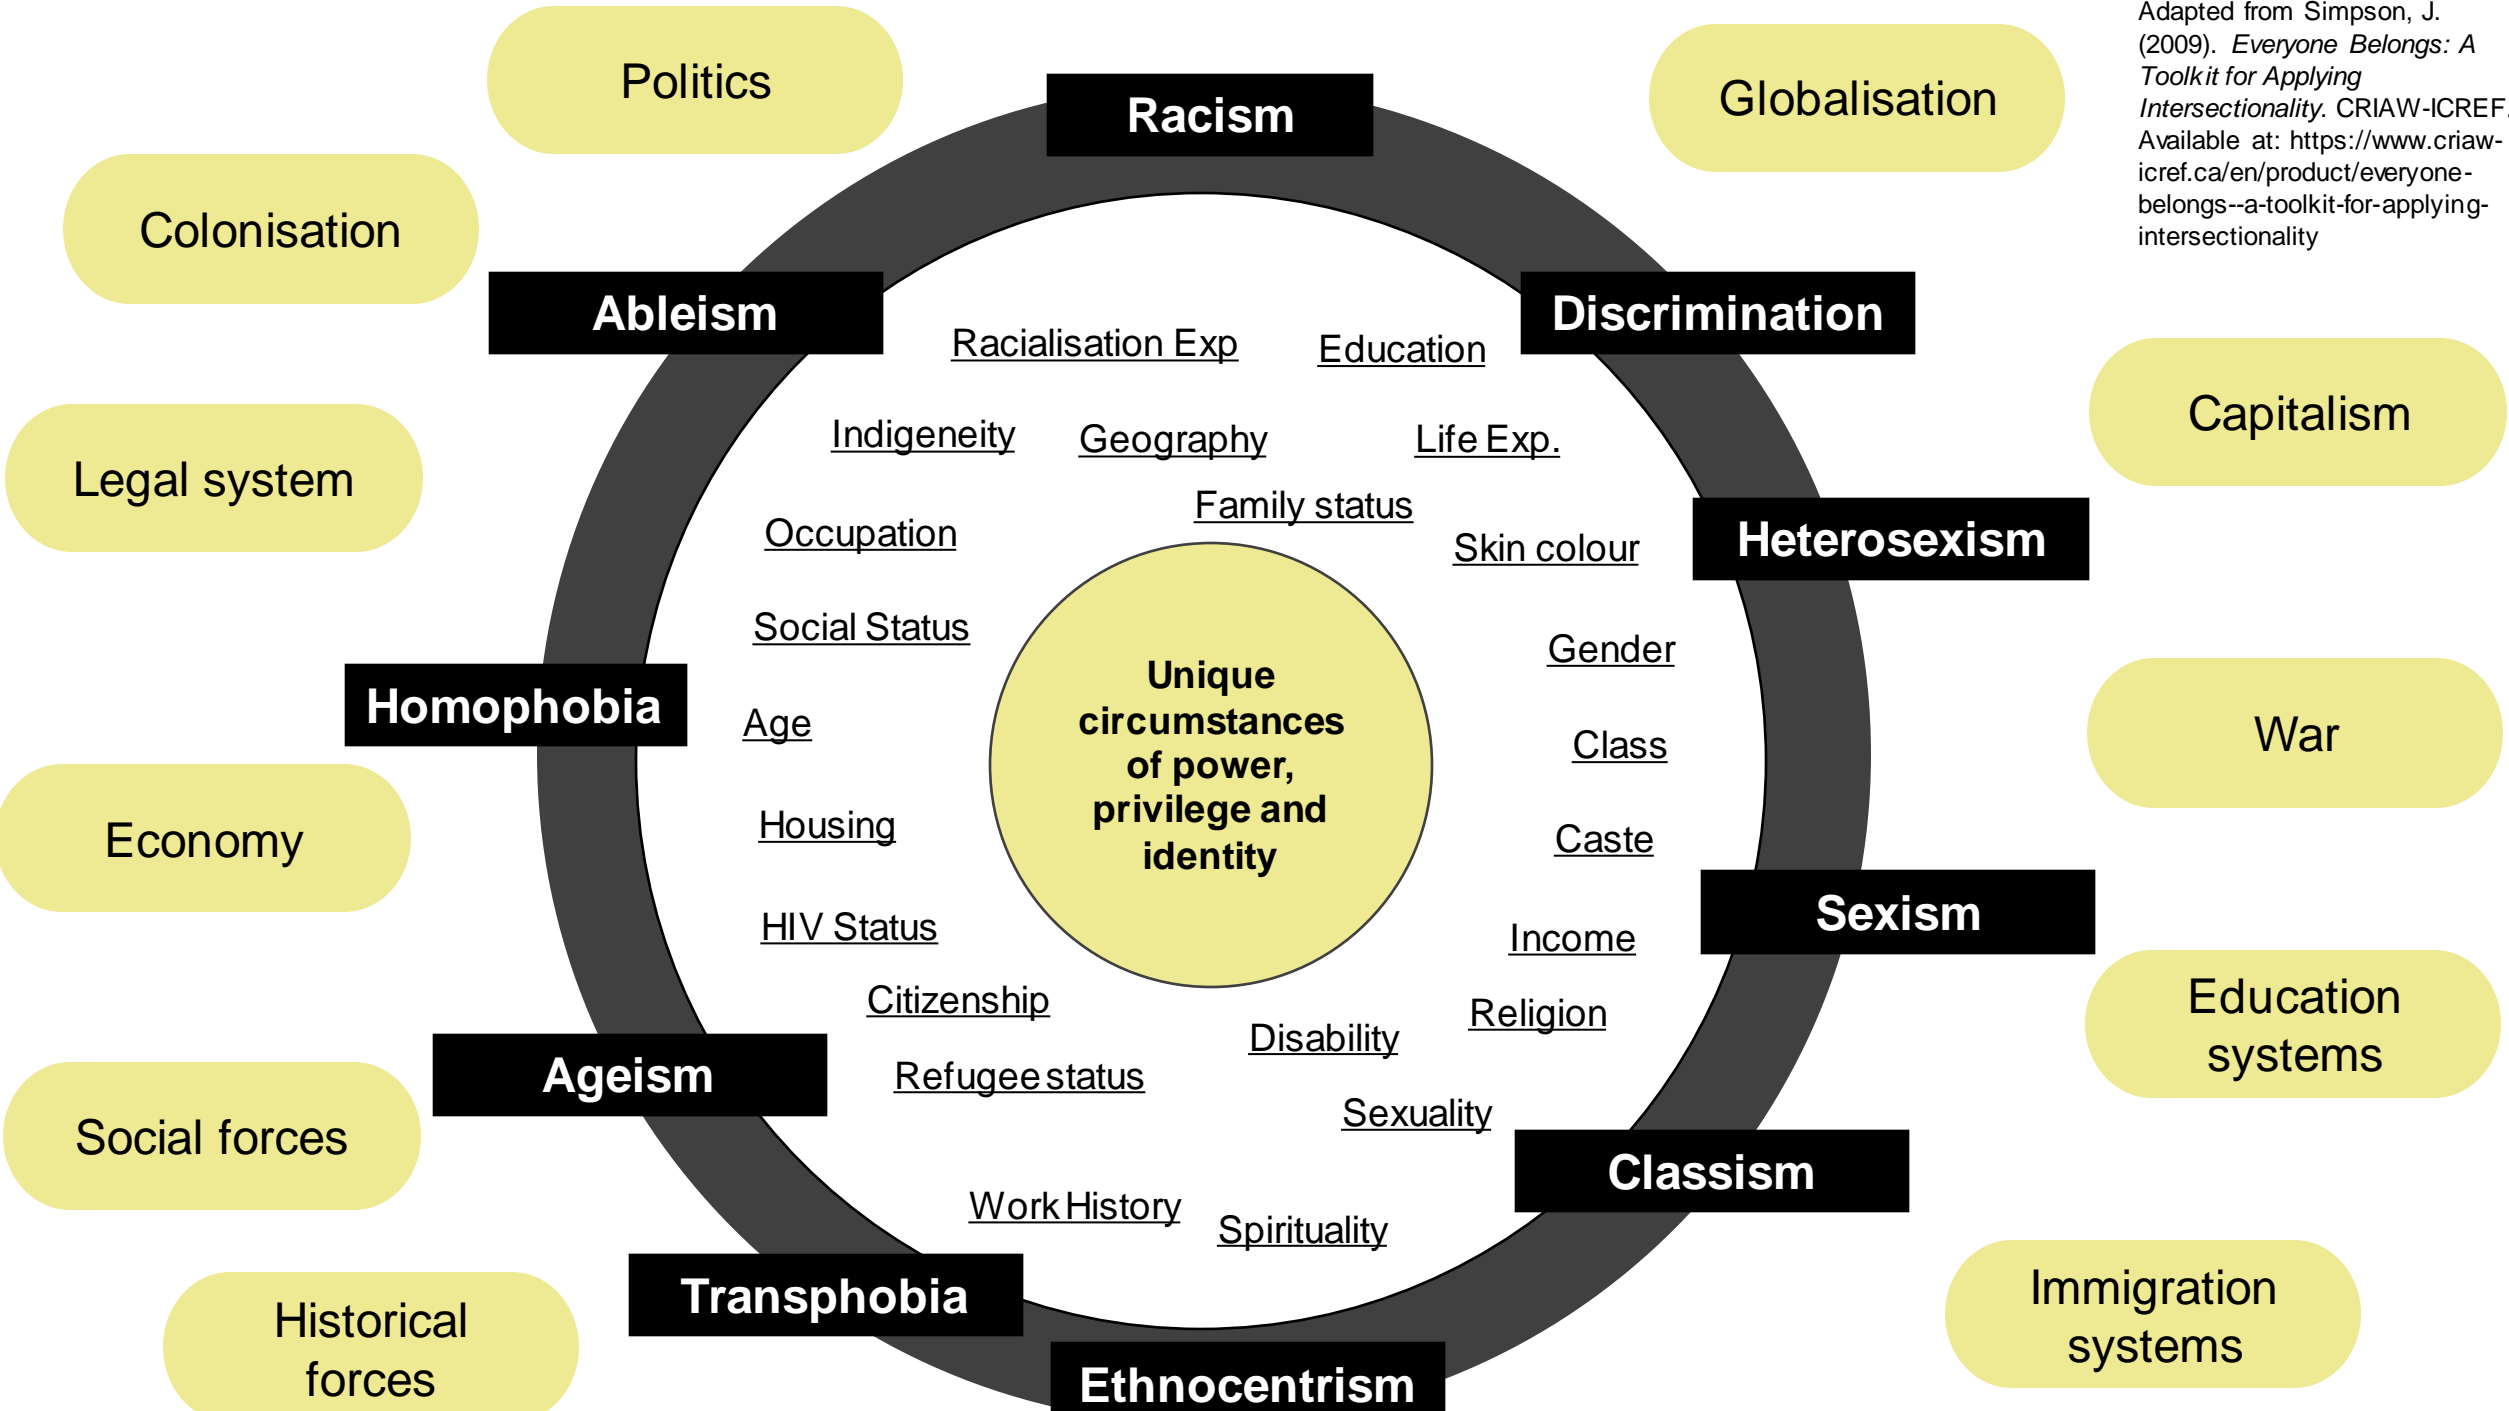 Adapted from Simpson, J.
(2009). Everyone Belongs: A
Toolkit for Applying
Intersectionality. CRIAW-ICREF.
Available at: https://www.criaw-
icref.ca/en/product/everyone-
belongs--a-toolkit-for-applying-
intersectionality
Politics
Globalisation
Racism
Colonisation
Ableism
Discrimination
Racialisation Exp
Education
Capitalism
Indigeneity
Geography
Life Exp.
Legal system
Family status
Occupation
Skin colour
Heterosexism
Social Status
Gender
Homophobia
Unique
circumstances
of power,
privilege and
identity
Age
Class
War
Housing
Caste
Economy
HIV Status
Income
Sexism
Citizenship
Religion
Education
systems
Disability
Ageism
Refugee status
Social forces
Sexuality
Classism
Work History
Spirituality
Transphobia
Immigration
systems
Historical
forces
Ethnocentrism